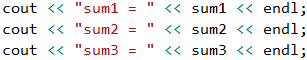 cout << "sum1 = " << sum1 << endl;
cout << "sum2 = " << sum2 << endl;
cout << "sum3 = " << sum3 << endl;